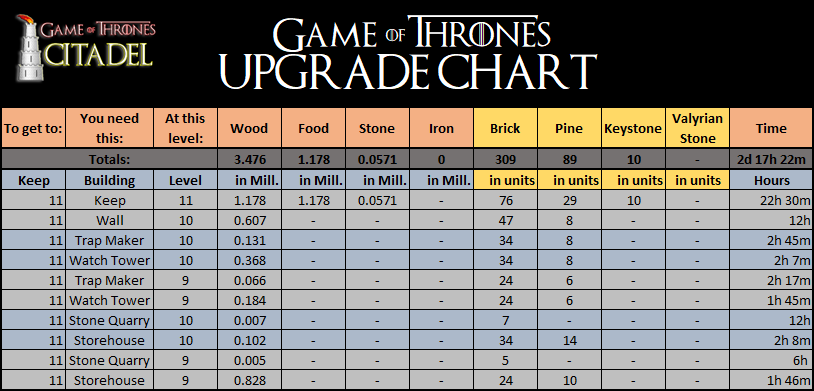 GAME OF THRONES
CITADEL
GAME OF THRONES
UPGRADE CHART
To get to: You need this: At this level: Wood Food Stone Iron Brick Pine Keystone Valyrian Stone Time
Totals: 3.476 1.178 0.0571 0 309 89 10 - 2d 17h 22m
Keep Building Level in Mill. in Mill. in Mill. in Mill. in units in units in units in units Hours
11 Keep 11 1.178 1.178 0.0571 - 76 29 10 - 22h 30m
11 Wall 10 0.607 - - - 47 8 - - 12h
11 Trap Maker 10 0.131 - - - 34 8 - - 2h 45m
11 Watch Tower 10 0.368 - - - 34 8 - - 2h 7m
11 Trap Maker 9 0.066 - - - 24 6 - - 2h 17m
11 Watch Tower 9 0.184 - - - 24 6 - - 1h 45m
11 Stone Quarry 10 0.007 - - - 7 - - - 12h
11 Storehouse 10 0.102 - - - 34 14 - - 2h 8m
11 Stone Quarry 9 0.005 - - - 5 - - - 6h
11 Storehouse 9 0.828 - - - 24 10 - - 1h 46m